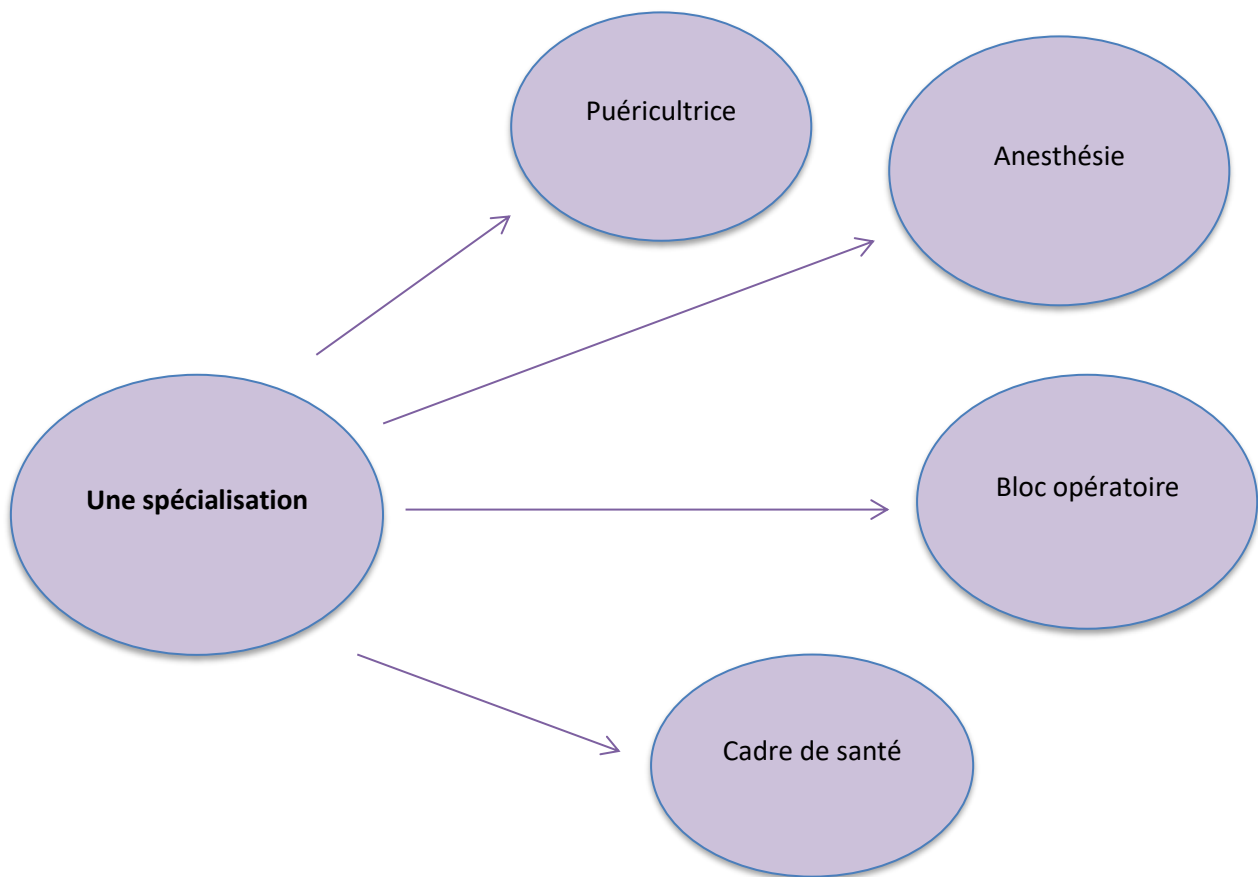 Puéricultrice
Anesthésie
Une spécialisation
Bloc opératoire
Cadre de santé